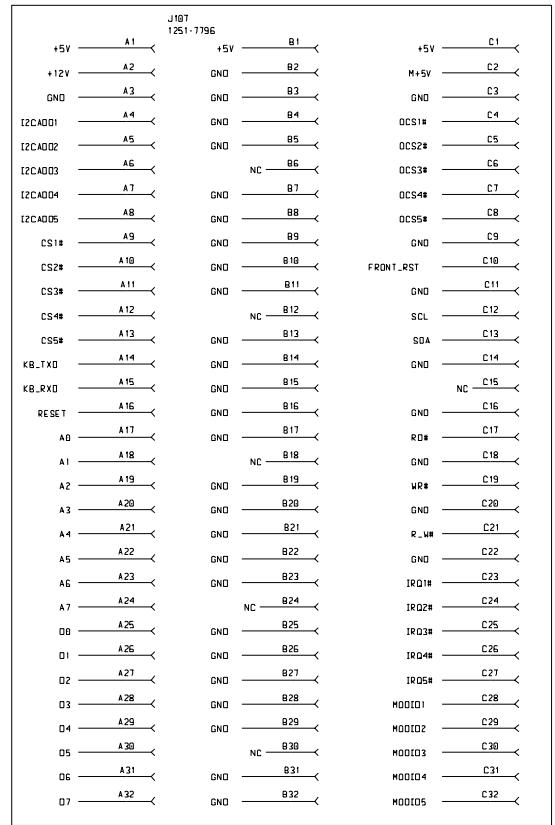 J107
1251-7796
+5V A1 +5V B1 +5V C1
+12V A2 GND B2 M+5V C2
GND A3 GND B3 GND C3
I2CADD1 A4 GND B4 OCS1# C4
I2CADD2 A5 GND B5 OCS2# C5
I2CADD3 A6 NC B6 OCS3# C6
I2CADD4 A7 GND B7 OCS4# C7
I2CADD5 A8 GND B8 OCS5# C8
CS1# A9 GND B9 GND C9
CS2# A10 GND B10 FRONT_RST C10
CS3# A11 GND B11 GND C11
CS4# A12 NC B12 SCL C12
CS5# A13 GND B13 SDA C13
KB_TXD A14 GND B14 GND C14
KB_RXD A15 GND B15 NC C15
RESET A16 GND B16 GND C16
A0 A17 GND B17 RD# C17
A1 A18 NC B18 GND C18
A2 A19 GND B19 WR# C19
A3 A20 GND B20 GND C20
A4 A21 GND B21 R_W# C21
A5 A22 GND B22 GND C22
A6 A23 GND B23 IRQ1# C23
A7 A24 NC B24 IRQ2# C24
D0 A25 GND B25 IRQ3# C25
D1 A26 GND B26 IRQ4# C26
D2 A27 GND B27 IRQ5# C27
D3 A28 GND B28 MODID1 C28
D4 A29 GND B29 MODID2 C29
D5 A30 NC B30 MODID3 C30
D6 A31 GND B31 MODID4 C31
D7 A32 GND B32 MODID5 C32